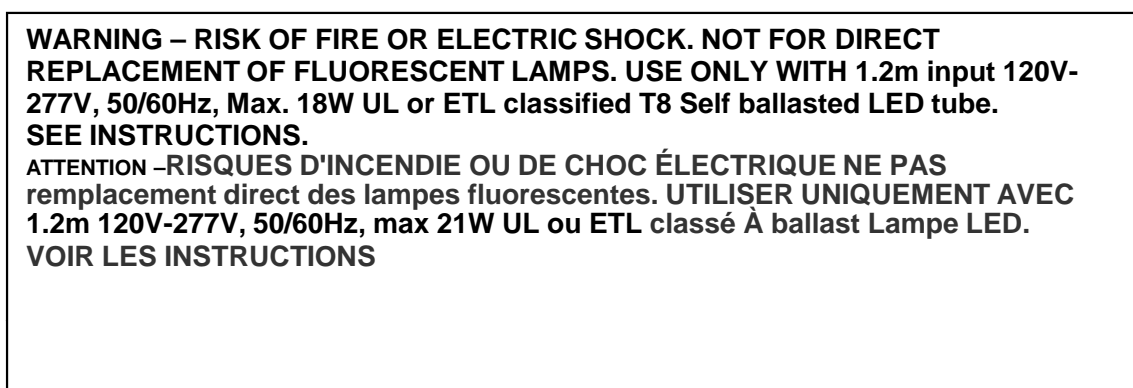 WARNING – RISK OF FIRE OR ELECTRIC SHOCK. NOT FOR DIRECT
REPLACEMENT OF FLUORESCENT LAMPS. USE ONLY WITH 1.2m input 120V-
277V, 50/60Hz, Max. 18W UL or ETL classified T8 Self ballasted LED tube.
SEE INSTRUCTIONS.
ATTENTION –RISQUES D'INCENDIE OU DE CHOC ÉLECTRIQUE NE PAS
remplacement direct des lampes fluorescentes. UTILISER UNIQUEMENT AVEC
1.2m 120V-277V, 50/60Hz, max 21W UL ou ETL classé À ballast Lampe LED.
VOIR LES INSTRUCTIONS